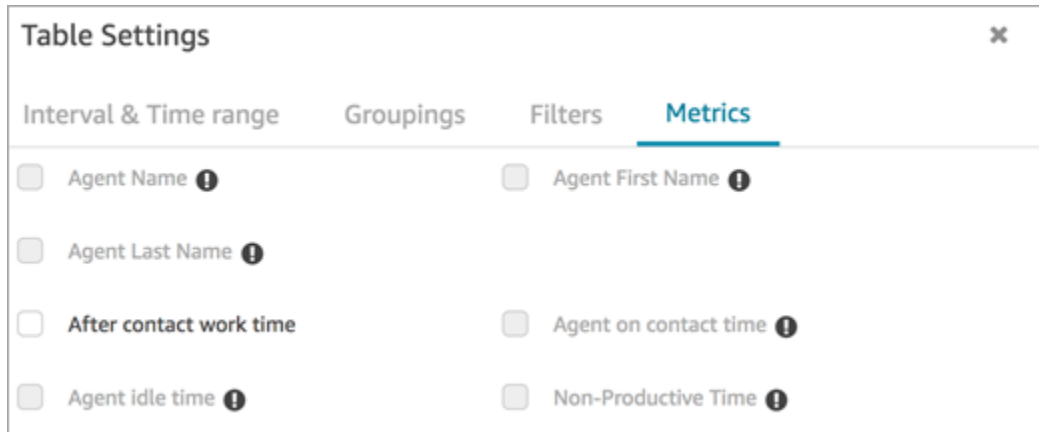 Table Settings
Interval & Time range Groupings Filters Metrics
Agent Name Agent First Name
Agent Last Name
After contact work time Agent on contact time
Agent idle time Non-Productive Time